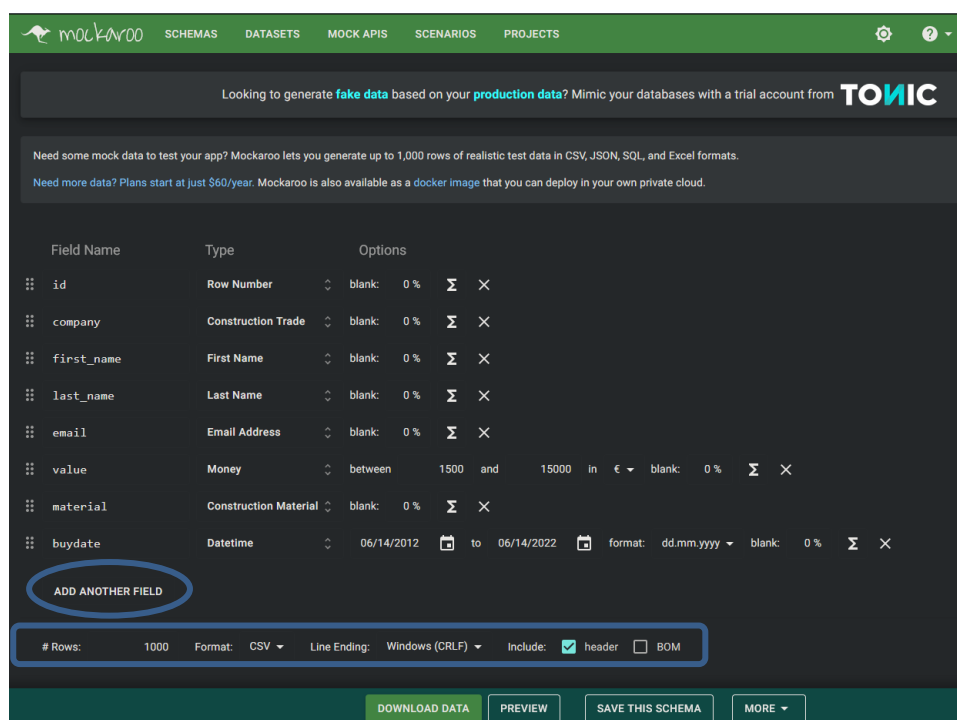 mockaroo SCHEMAS DATASETS MOCK APIS SCENARIOS PROJECTS
Looking to generate fake data based on your production data? Mimic your databases with a trial account from TONIC
Need some mock data to test your app? Mockaroo lets you generate up to 1,000 rows of realistic test data in CSV, JSON, SQL, and Excel formats.
Need more data? Plans start at just $60/year. Mockaroo is also available as a docker image that you can deploy in your own private cloud.
Field Name Type Options
id Row Number blank: 0 % Σ
company Construction Trade blank: 0 % Σ
first_name First Name blank: 0 % Σ
last_name Last Name blank: 0 % Σ
email Email Address blank: 0 % Σ
value Money between 1500 and 15000 in € blank: 0 % Σ
material Construction Material blank: 0 % Σ
buydate Datetime 06/14/2012 to 06/14/2022 format: dd.mm.yyyy blank: 0 % Σ
ADD ANOTHER FIELD
# Rows: 1000 Format: CSV Line Ending: Windows (CRLF) Include: header BOM
DOWNLOAD DATA PREVIEW SAVE THIS SCHEMA MORE